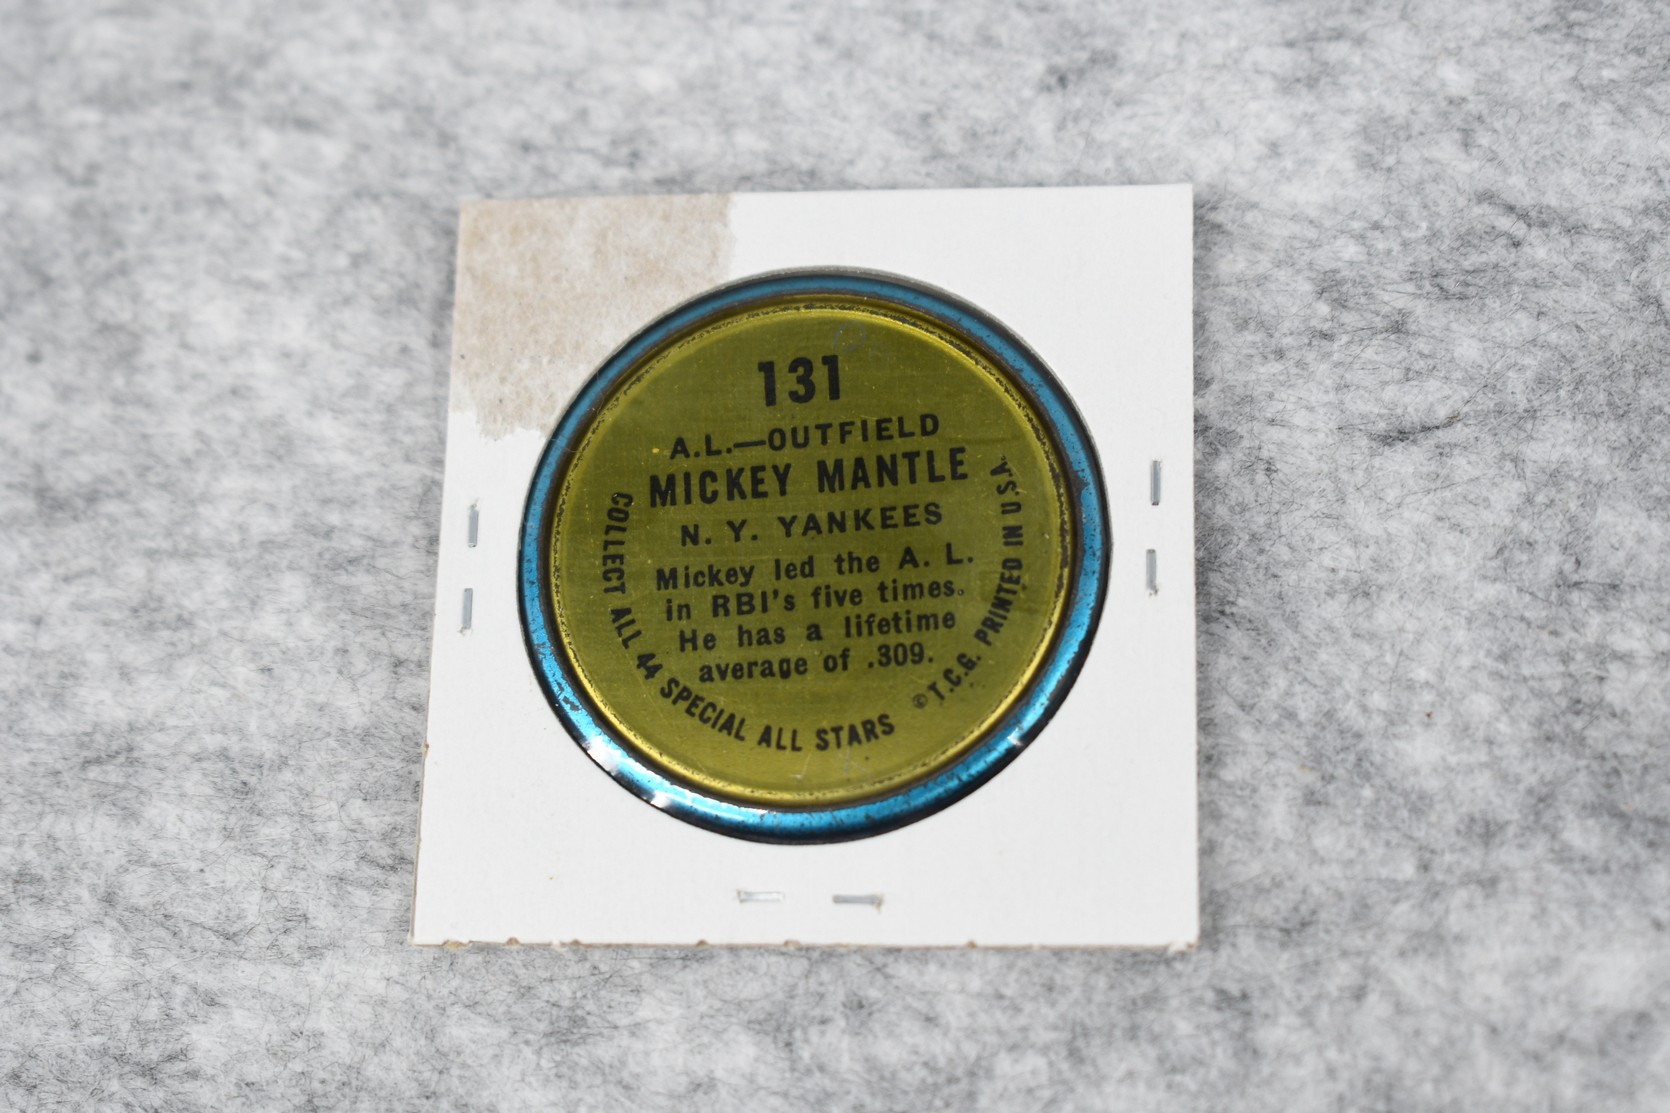 131
A.L.—OUTFIELD
MICKEY MANTLE
N. Y. YANKEES
Mickey led the A. L.
in RBI's five times.
He has a lifetime
average of .309.
COLLECT ALL 44 SPECIAL ALL STARS
© T.C.G. PRINTED IN U.S.A.